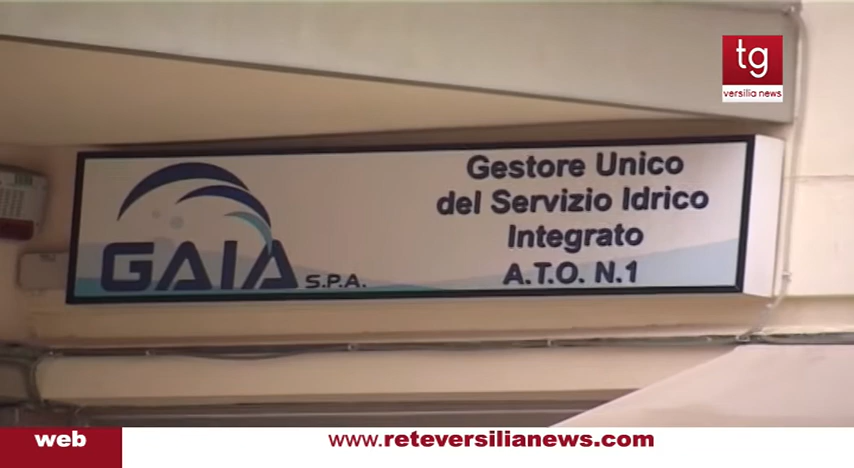 tg
versilia news
GAIA S.P.A.
Gestore Unico
del Servizio Idrico
Integrato
A.T.O. N.1
web
www.reteversilianews.com